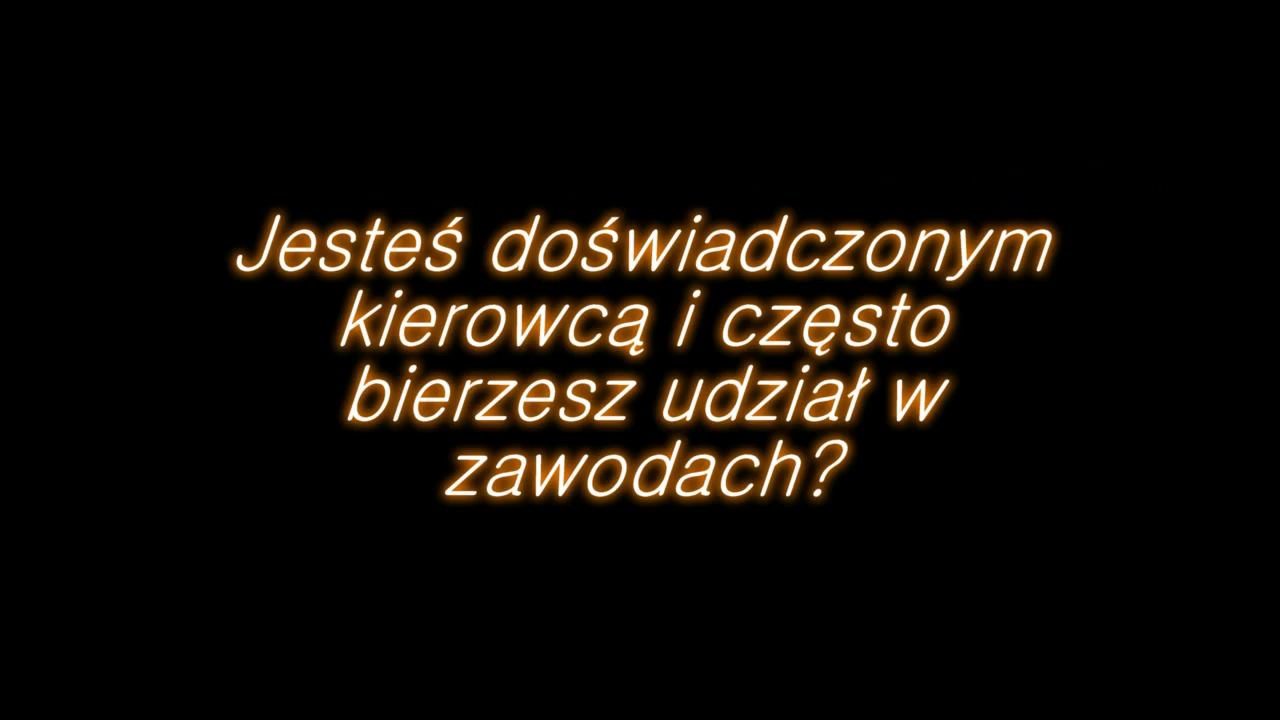 Jesteś doświadczonym
kierowcą i często
bierzesz udział w
zawodach?